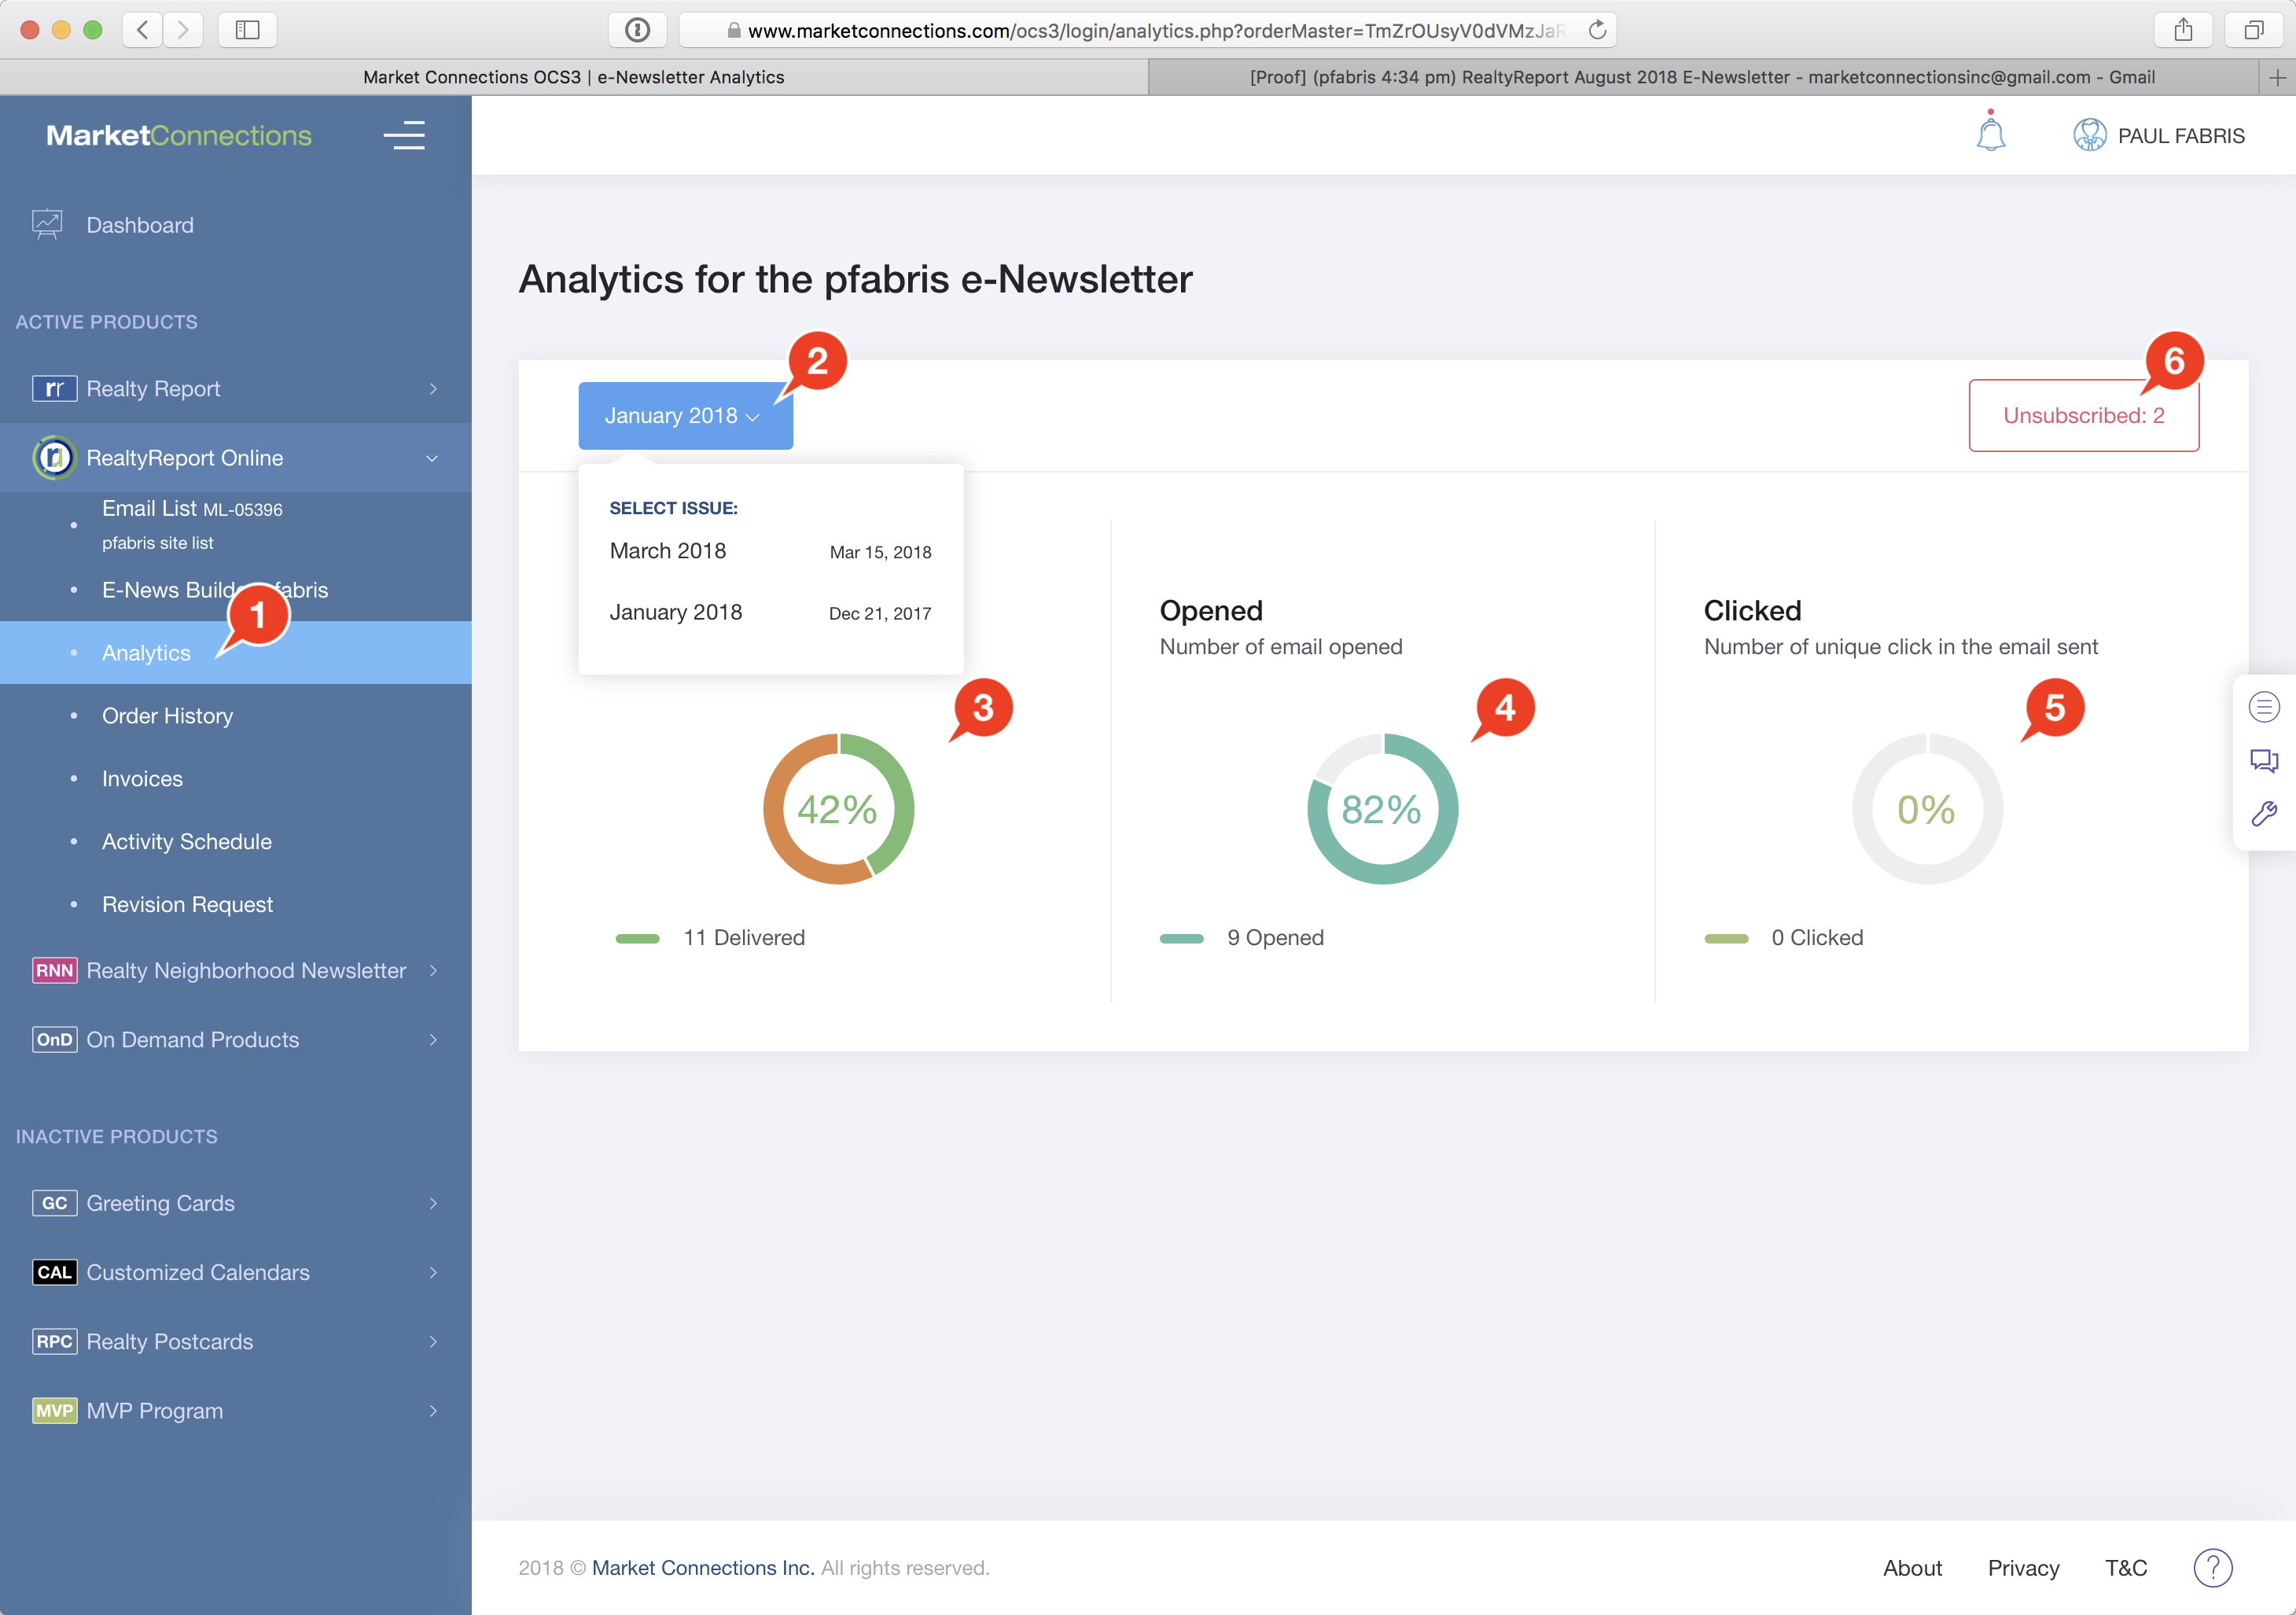 www.marketconnections.com/ocs3/login/analytics.php?orderMaster=TmZrOUsyV0dVMzJaR
Market Connections OCS3 | e-Newsletter Analytics
[Proof] (pfabris 4:34 pm) RealtyReport August 2018 E-Newsletter - marketconnectionsinc@gmail.com - Gmail
MarketConnections
PAUL FABRIS
Dashboard
ACTIVE PRODUCTS
rr Realty Report
RealtyReport Online
Email List ML-05396
pfabris site list
E-News Build fabris
1
Analytics
Order History
Invoices
Activity Schedule
Revision Request
RNN Realty Neighborhood Newsletter
OnD On Demand Products
INACTIVE PRODUCTS
GC Greeting Cards
CAL Customized Calendars
RPC Realty Postcards
MVP MVP Program
Analytics for the pfabris e-Newsletter
2
6
January 2018
Unsubscribed: 2
SELECT ISSUE:
March 2018 Mar 15, 2018
January 2018 Dec 21, 2017
3
42%
11 Delivered
Opened
Number of email opened
4
82%
9 Opened
Clicked
Number of unique click in the email sent
5
0%
0 Clicked
2018 © Market Connections Inc. All rights reserved.
About Privacy T&C ?